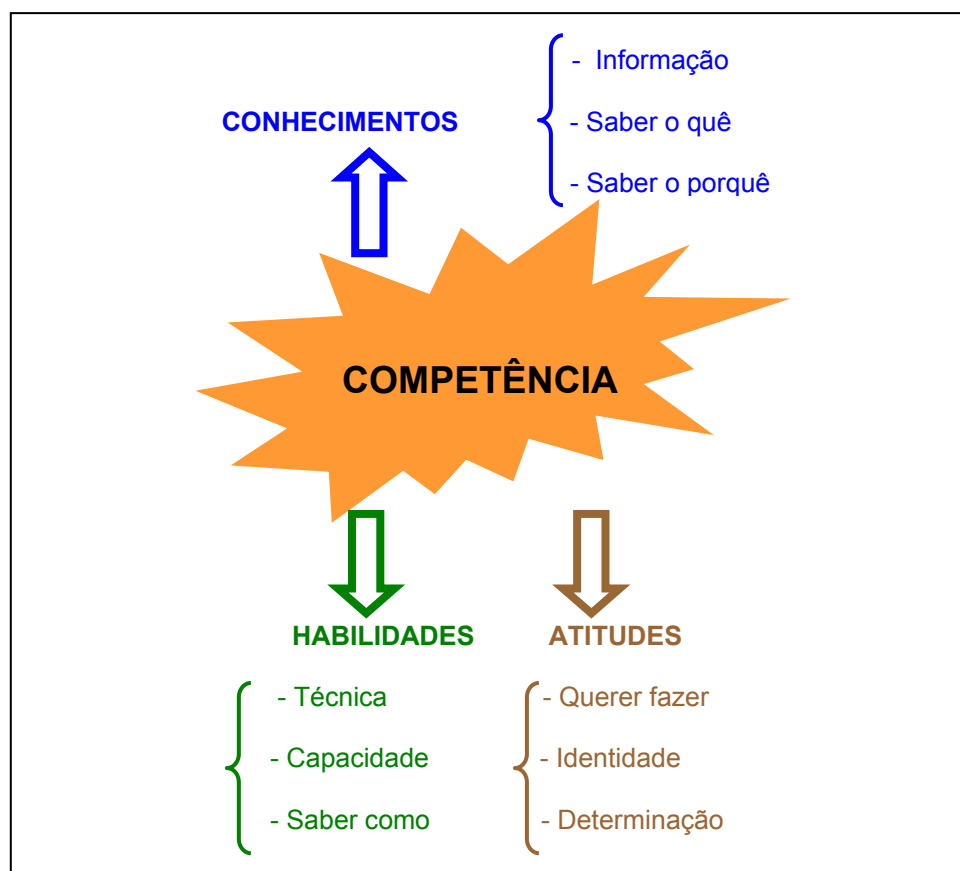 - Informação
CONHECIMENTOS
- Saber o quê
- Saber o porquê
COMPETÊNCIA
HABILIDADES
- Técnica
- Capacidade
- Saber como
ATITUDES
- Querer fazer
- Identidade
- Determinação